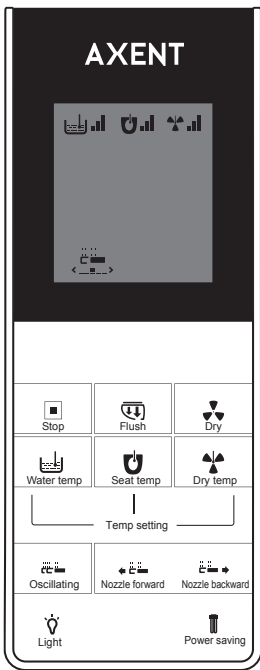 AXENT
Stop Flush Dry
Water temp Seat temp Dry temp
Temp setting
Oscillating Nozzle forward Nozzle backward
Light Power saving